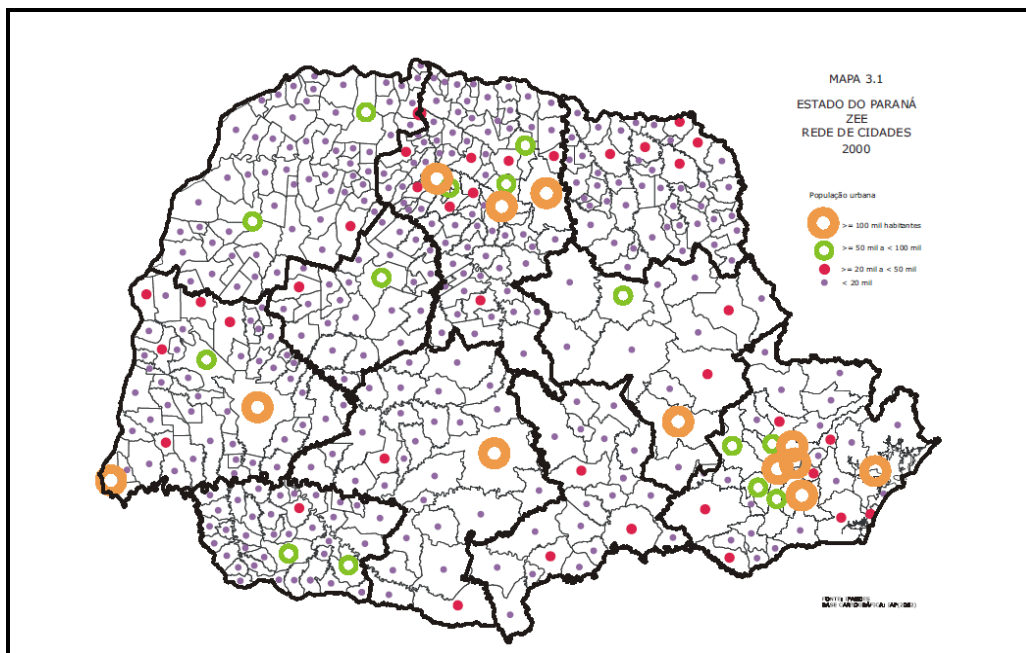 MAPA 3.1
ESTADO DO PARANÁ
ZEE
REDE DE CIDADES
2000
População urbana
>= 100 mil habitantes
>= 50 mil a < 100 mil
>= 20 mil a < 50 mil
< 20 mil